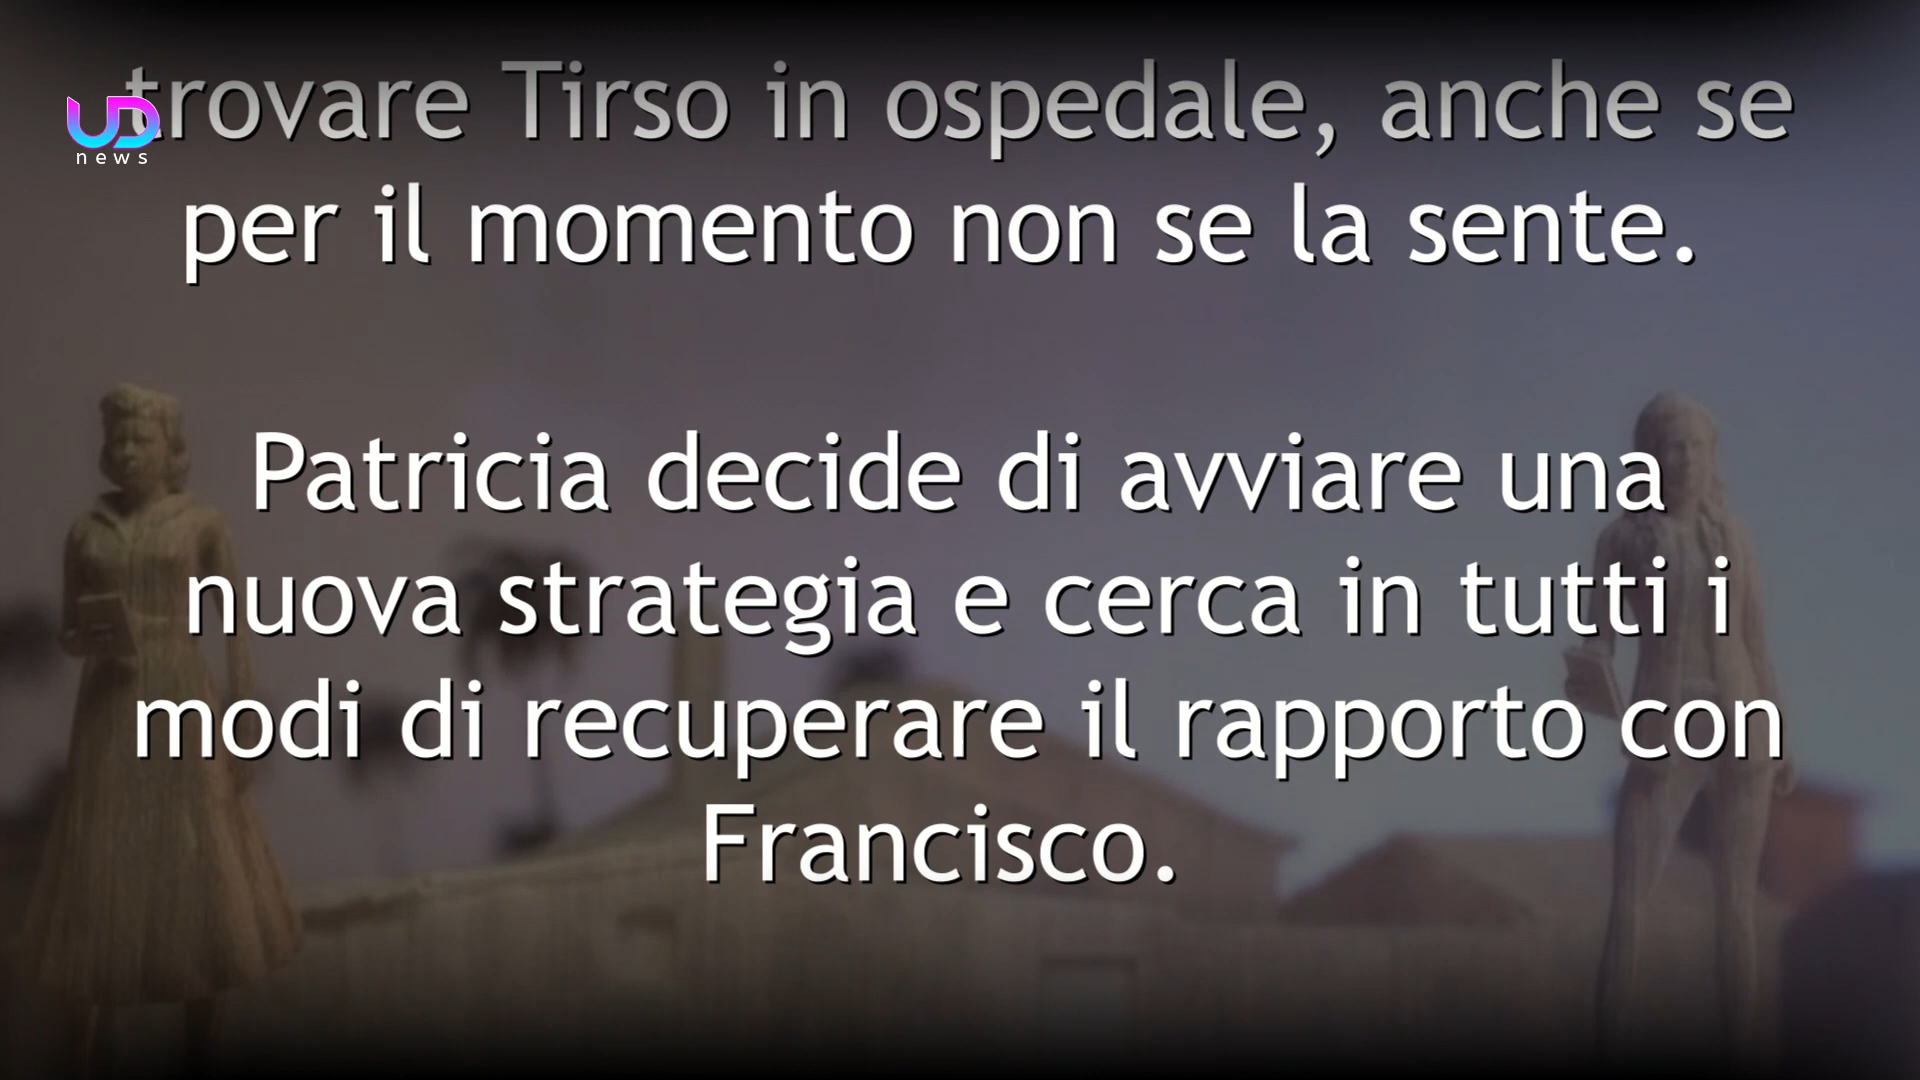 trovare Tirso in ospedale, anche se
UD
news
per il momento non se la sente.
Patricia decide di avviare una
nuova strategia e cerca in tutti i
modi di recuperare il rapporto con
Francisco.